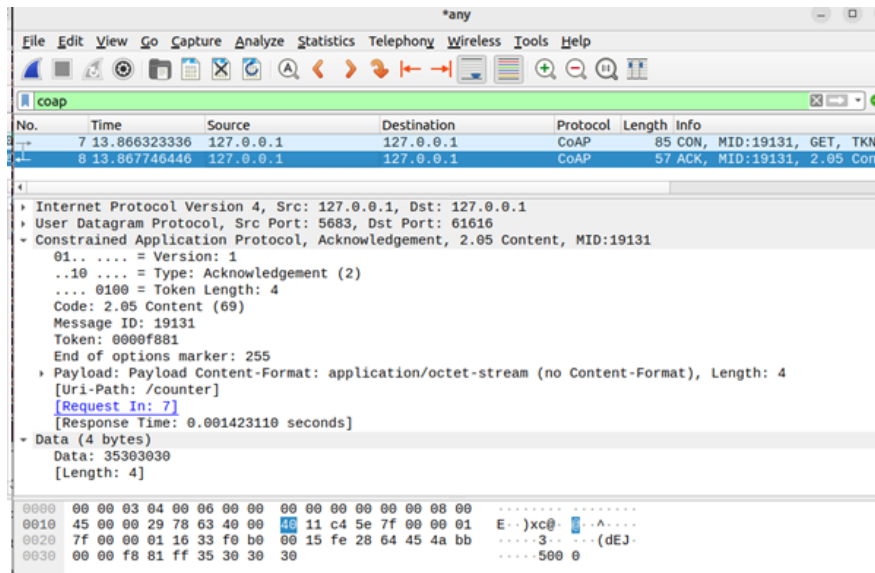 *any
File Edit View Go Capture Analyze Statistics Telephony Wireless Tools Help
coap
No. Time Source Destination Protocol Length Info
7 13.866323336 127.0.0.1 127.0.0.1 CoAP 85 CON, MID:19131, GET, TKN
8 13.867746446 127.0.0.1 127.0.0.1 CoAP 57 ACK, MID:19131, 2.05 Con
Internet Protocol Version 4, Src: 127.0.0.1, Dst: 127.0.0.1
User Datagram Protocol, Src Port: 5683, Dst Port: 61616
Constrained Application Protocol, Acknowledgement, 2.05 Content, MID:19131
01.. .... = Version: 1
..10 .... = Type: Acknowledgement (2)
.... 0100 = Token Length: 4
Code: 2.05 Content (69)
Message ID: 19131
Token: 0000f881
End of options marker: 255
Payload: Payload Content-Format: application/octet-stream (no Content-Format), Length: 4
[Uri-Path: /counter]
[Request In: 7]
[Response Time: 0.001423110 seconds]
Data (4 bytes)
Data: 35303030
[Length: 4]
0000 00 00 03 04 00 06 00 00 00 00 00 00 00 00 08 00 ········ ········
0010 45 00 00 29 78 63 40 00 40 11 c4 5e 7f 00 00 01 E··)xc@· @··^····
0020 7f 00 00 01 16 33 f0 b0 00 15 fe 28 64 45 4a bb ·····3·· ···(dEJ·
0030 00 00 f8 81 ff 35 30 30 30 ·····500 0